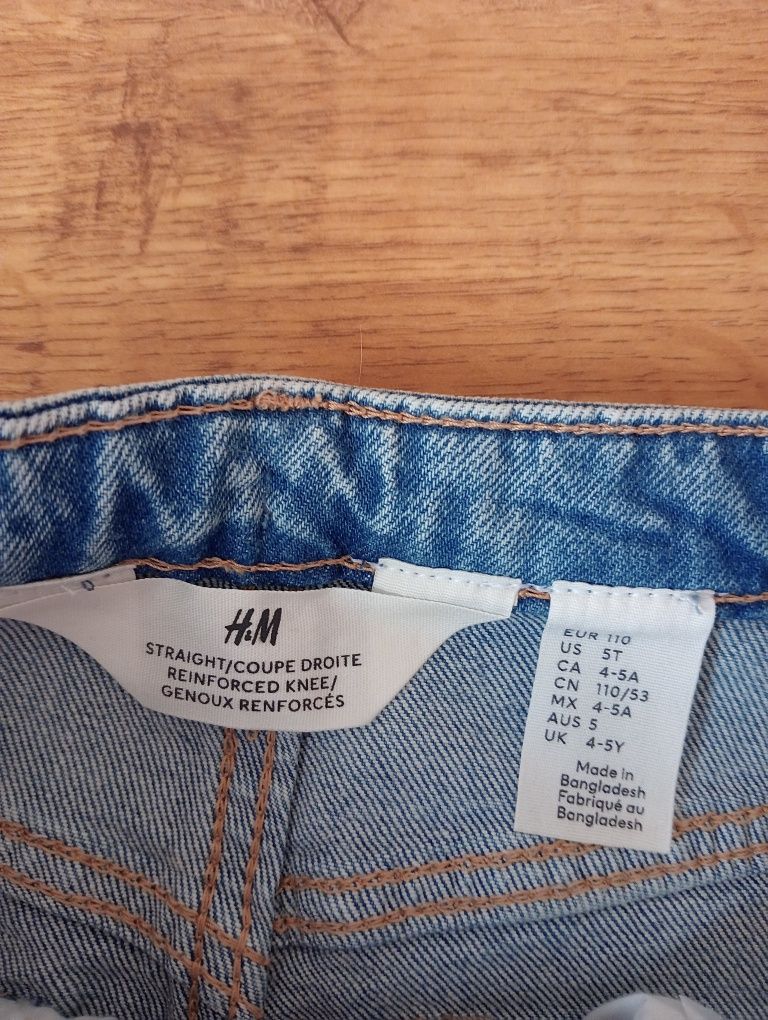 H&M
STRAIGHT/COUPE DROITE
REINFORCED KNEE/
GENOUX RENFORCÉS
EUR 110
US 5T
CA 4-5A
CN 110/53
MX 4-5A
AUS 5
UK 4-5Y
Made in
Bangladesh
Fabriqué au
Bangladesh